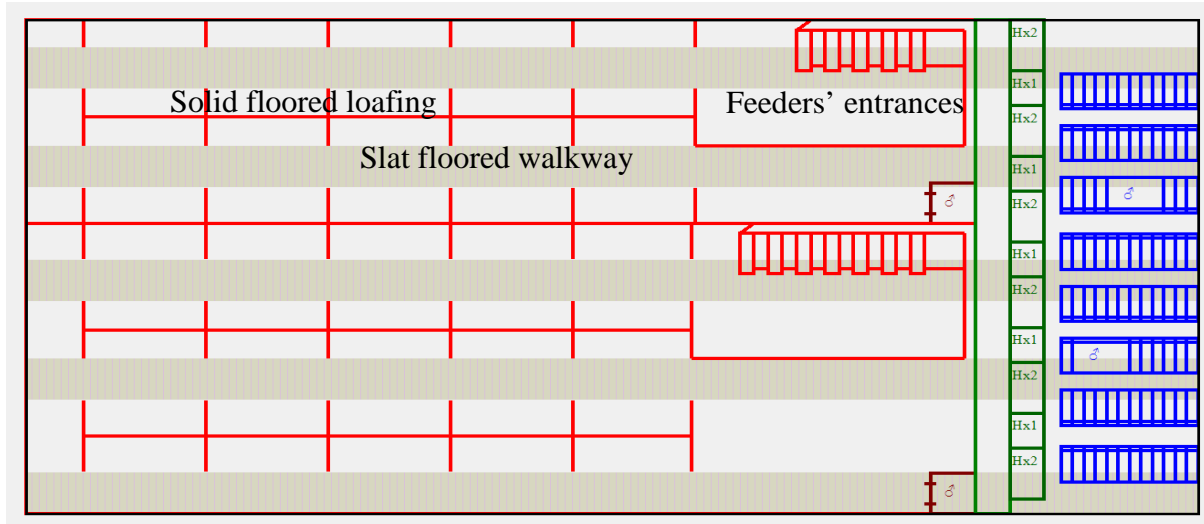 Hx2
Hx1
Solid floored loafing
Feeders’ entrances
Hx2
Slat floored walkway
Hx1
♂
Hx2
♂
Hx1
Hx2
Hx1
♂
Hx2
Hx1
Hx2
♂